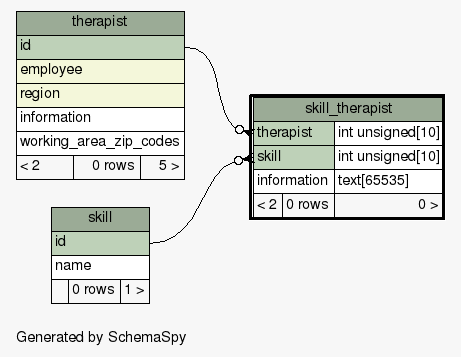 therapist
id
employee
region
information
working_area_zip_codes
< 2 0 rows 5 >
skill_therapist
therapist int unsigned[10]
skill int unsigned[10]
information text[65535]
< 2 0 rows 0 >
skill
id
name
0 rows 1 >
Generated by SchemaSpy